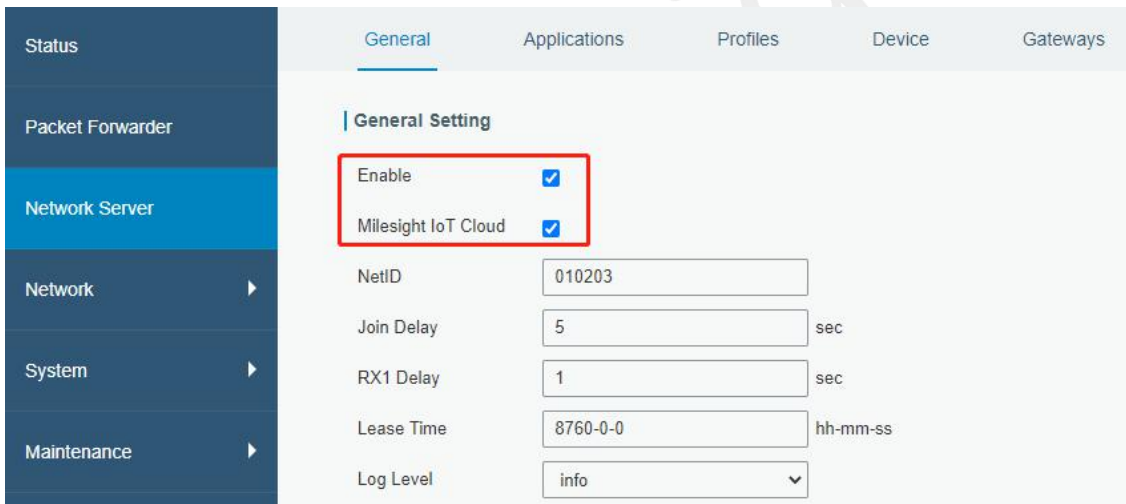 Status
Packet Forwarder
Network Server
Network
System
Maintenance
General Applications Profiles Device Gateways
General Setting
Enable
Milesight IoT Cloud
NetID 010203
Join Delay 5 sec
RX1 Delay 1 sec
Lease Time 8760-0-0 hh-mm-ss
Log Level info